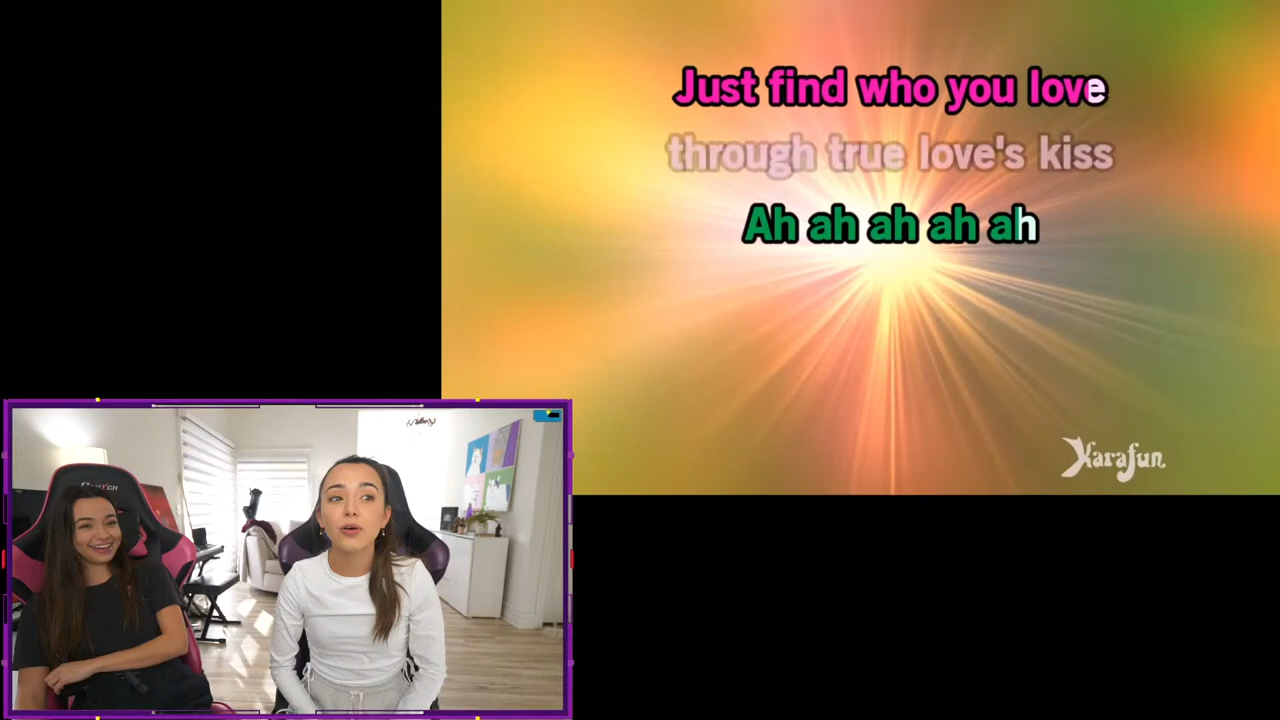 Just find who you love
through true love's kiss
Ah ah ah ah ah
Karafun